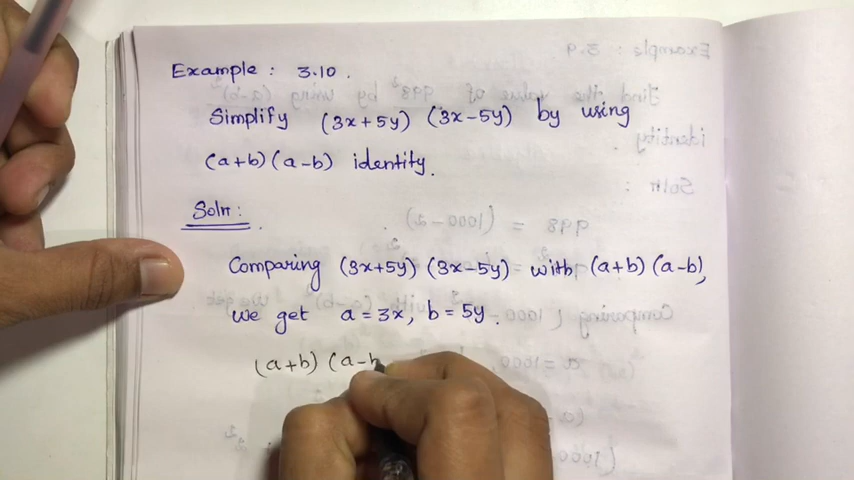 Example : 3.10.
Simplify (3x+5y) (3x-5y) by using
(a+b)(a-b) identity.
Soln:
Comparing (3x+5y) (3x-5y) with (a+b)(a-b),
we get a=3x, b=5y.
(a+b) (a-b